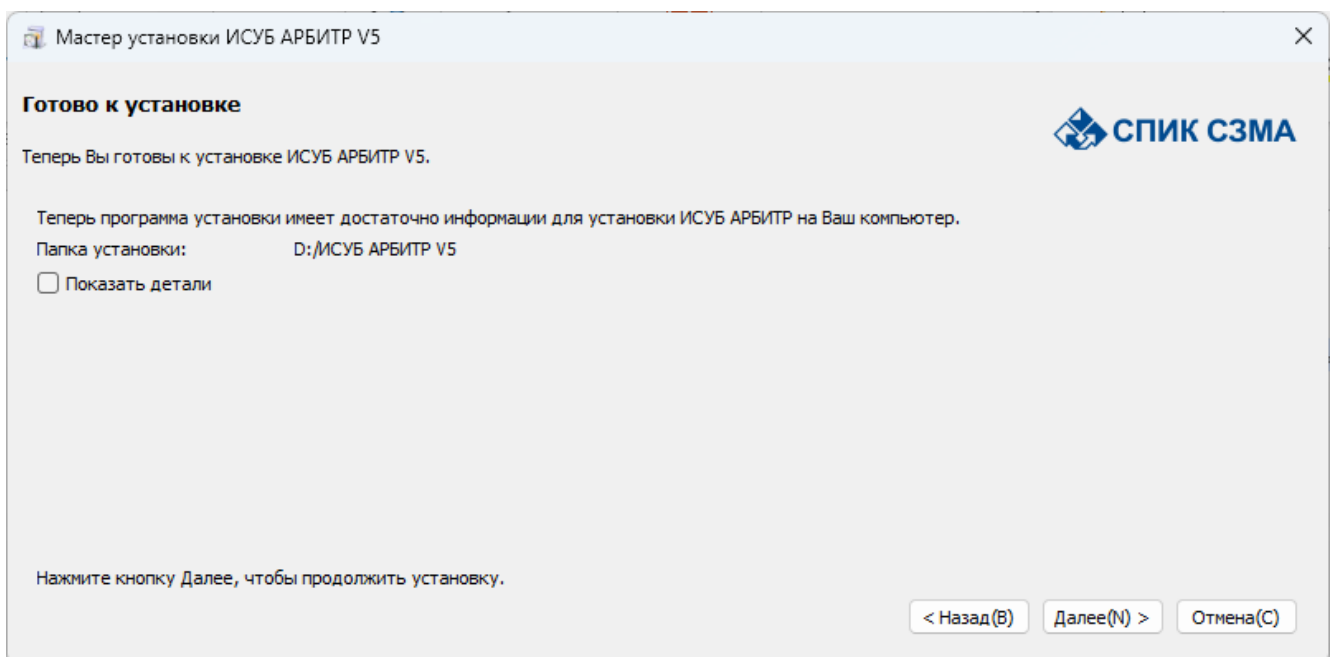 Мастер установки ИСУБ АРБИТР V5
Готово к установке
СПИК СЗМА
Теперь Вы готовы к установке ИСУБ АРБИТР V5.
Теперь программа установки имеет достаточно информации для установки ИСУБ АРБИТР на Ваш компьютер.
Папка установки: D:/ИСУБ АРБИТР V5
Показать детали
Нажмите кнопку Далее, чтобы продолжить установку.
< Назад(B) Далее(N) > Отмена(C)